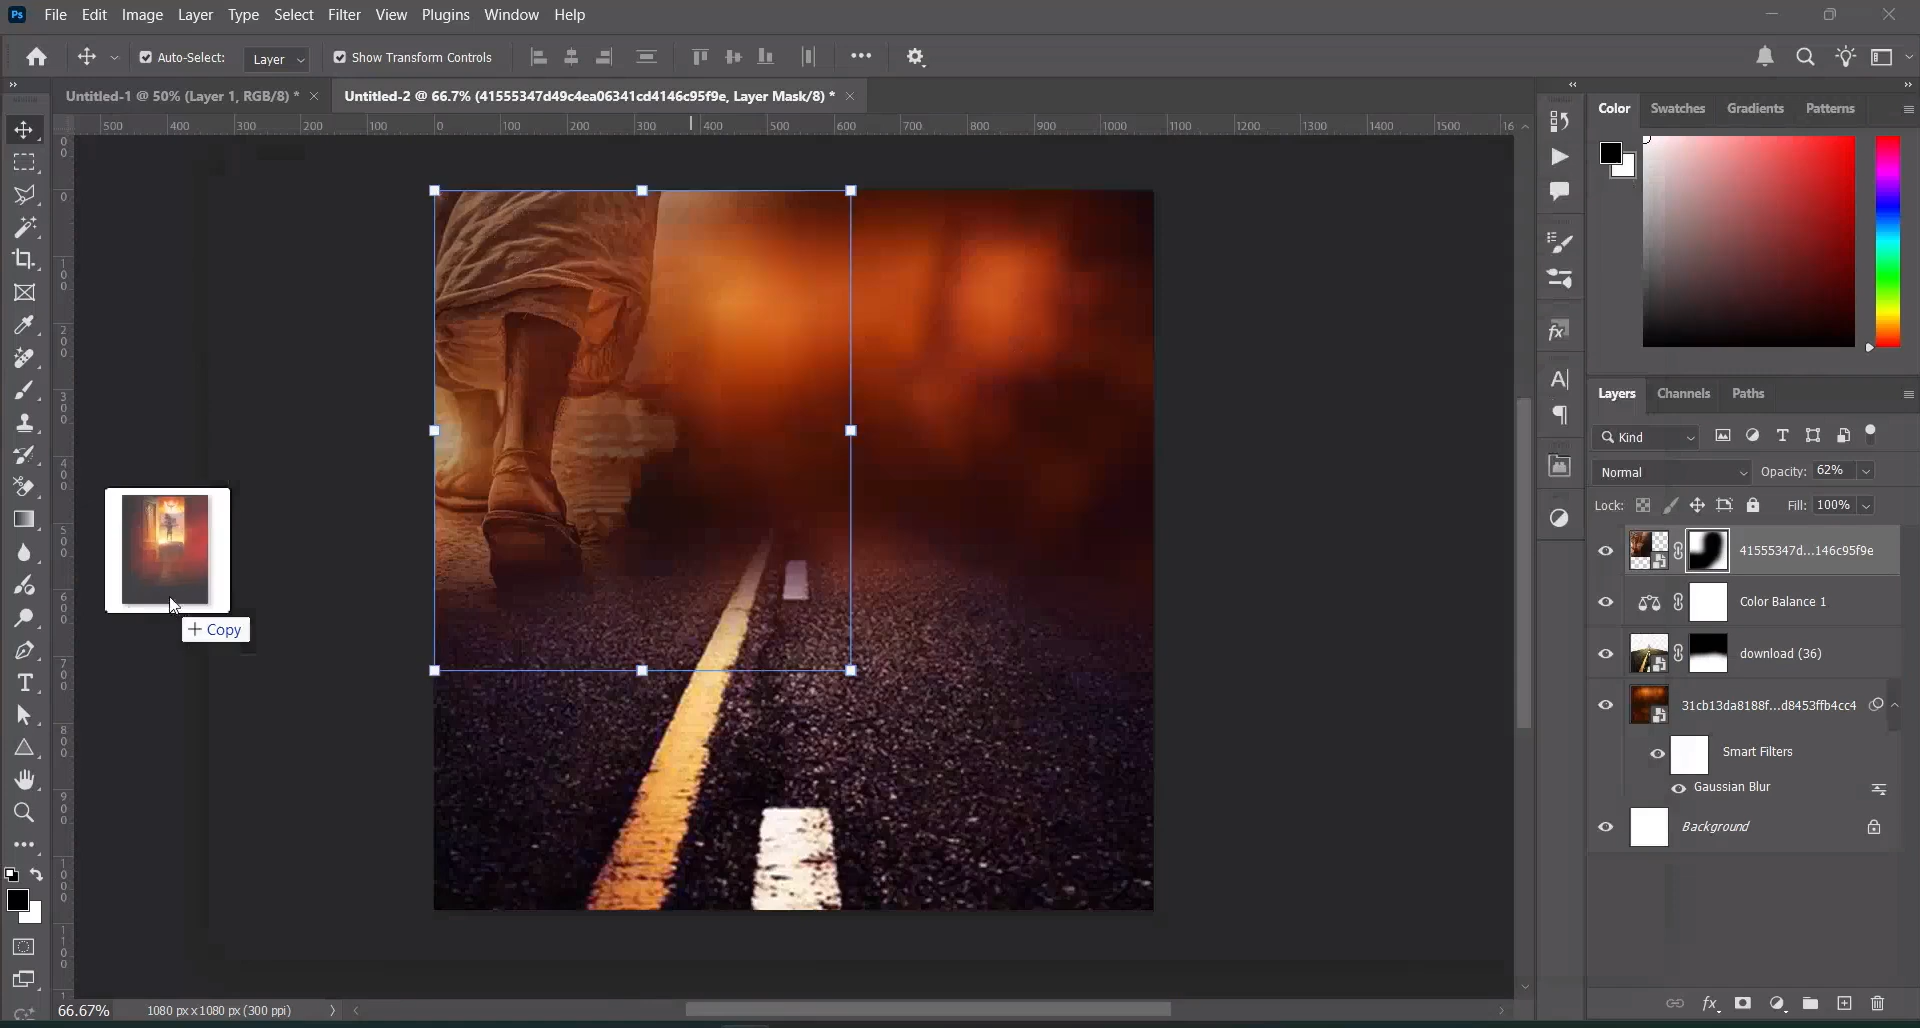 Ps File Edit Image Layer Type Select Filter View Plugins Window Help
Auto-Select: Layer Show Transform Controls
Untitled-1 @ 50% (Layer 1, RGB/8) * Untitled-2 @ 66.7% (41555347d49c4ea06341cd4146c95f9e, Layer Mask/8) *
500 400 300 200 100 0 100 200 300 400 500 600 700 800 900 1000 1100 1200 1300 1400 1500 16
Color Swatches Gradients Patterns
Layers Channels Paths
Kind
Normal Opacity: 62%
Lock: Fill: 100%
41555347d...146c95f9e
Color Balance 1
download (36)
31cb13da8188f...d8453ffb4cc4
Smart Filters
Gaussian Blur
Background
Copy
66.67% 1080 px x 1080 px (300 ppi)